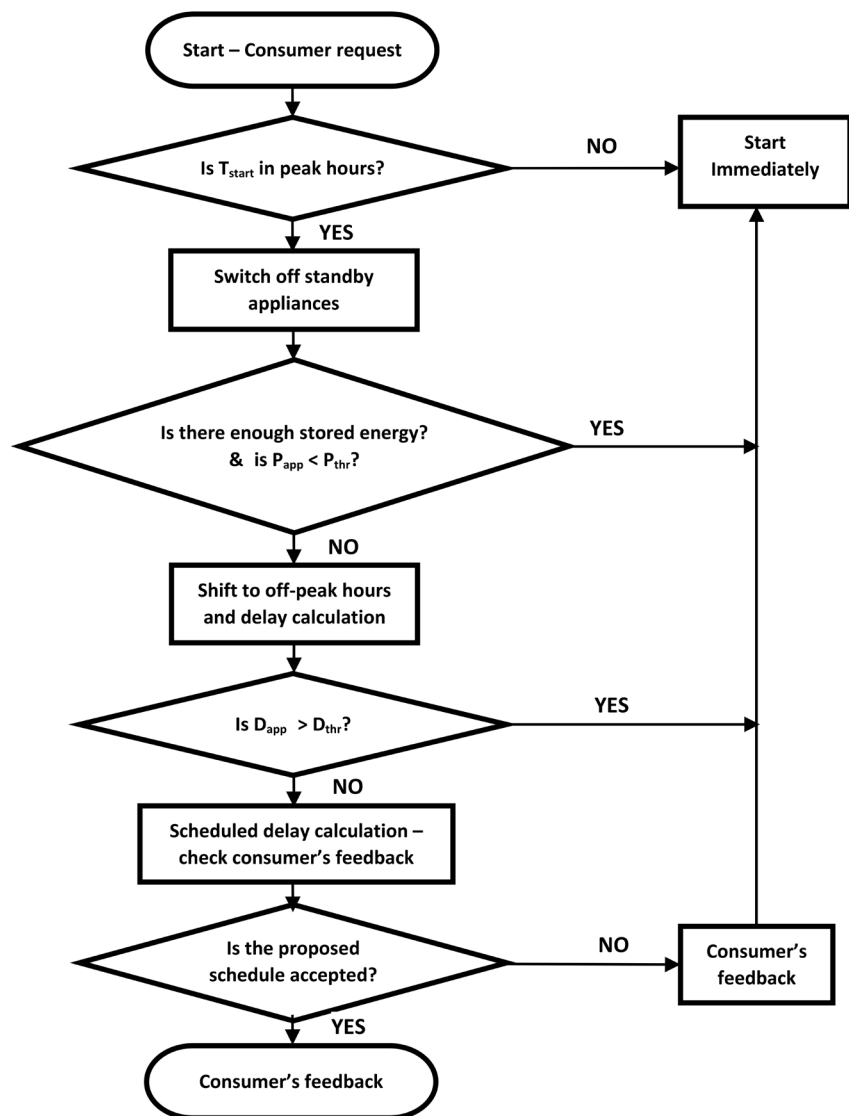 Start – Consumer request
Is Tstart in peak hours?
NO
Start
Immediately
YES
Switch off standby
appliances
Is there enough stored energy?
& is Papp < Pthr?
YES
NO
Shift to off-peak hours
and delay calculation
Is Dapp > Dthr?
YES
NO
Scheduled delay calculation –
check consumer's feedback
Is the proposed
schedule accepted?
NO
Consumer's
feedback
YES
Consumer's feedback